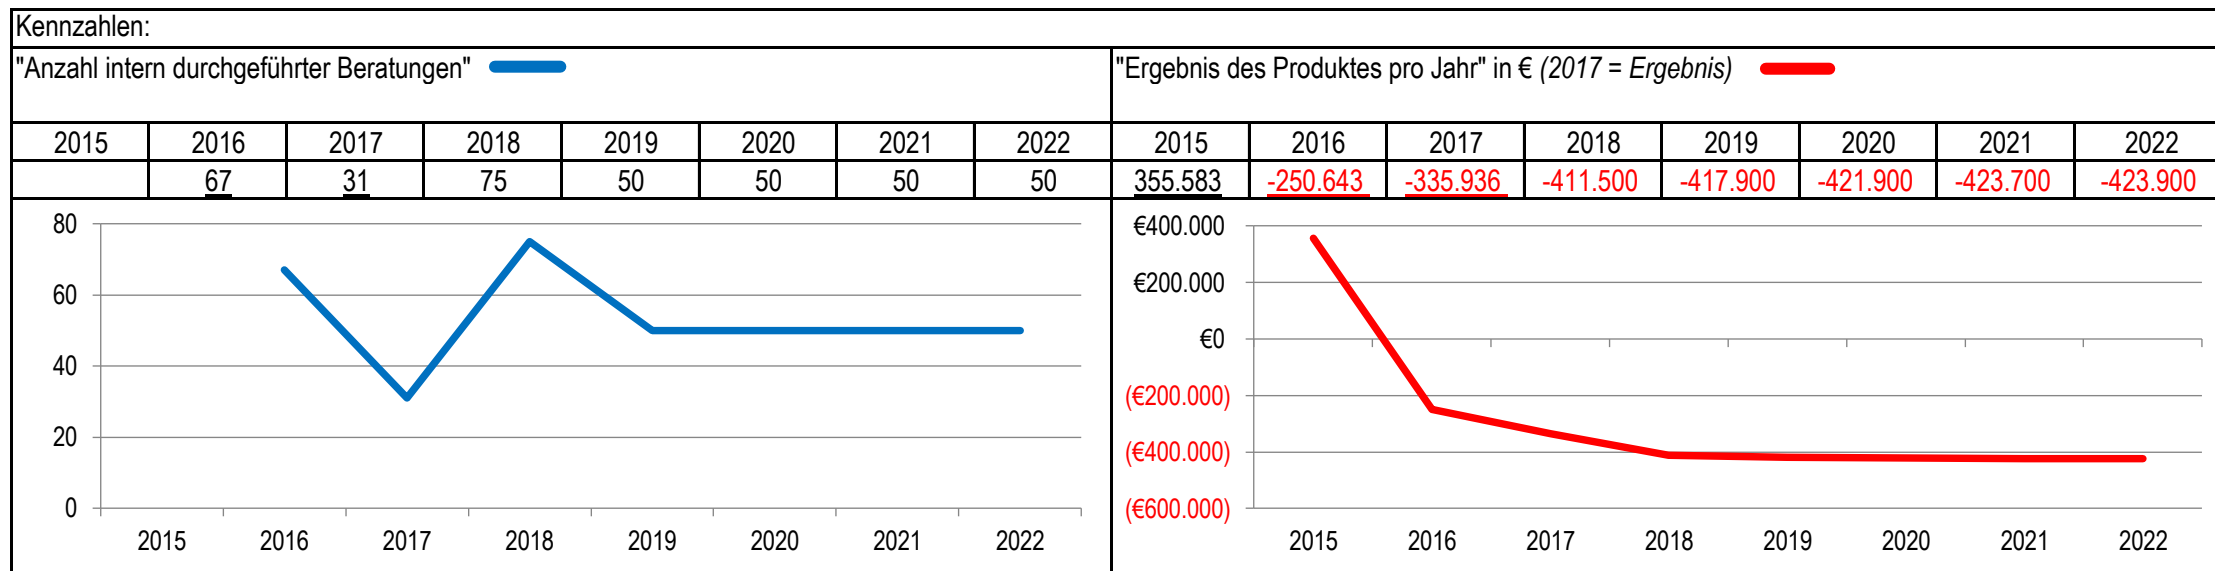 Kennzahlen:
"Anzahl intern durchgeführter Beratungen"
"Ergebnis des Produktes pro Jahr" in € (2017 = Ergebnis)
2015 2016 2017 2018 2019 2020 2021 2022 2015 2016 2017 2018 2019 2020 2021 2022
67 31 75 50 50 50 50 355.583 -250.643 -335.936 -411.500 -417.900 -421.900 -423.700 -423.900
80
60
40
20
0
2015 2016 2017 2018 2019 2020 2021 2022
€400.000
€200.000
€0
(€200.000)
(€400.000)
(€600.000)
2015 2016 2017 2018 2019 2020 2021 2022